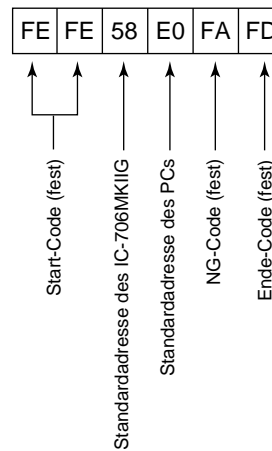 FE FE 58 E0 FA FD
Start-Code (fest)
Standardadresse des IC-706MKIIG
Standardadresse des PCs
NG-Code (fest)
Ende-Code (fest)